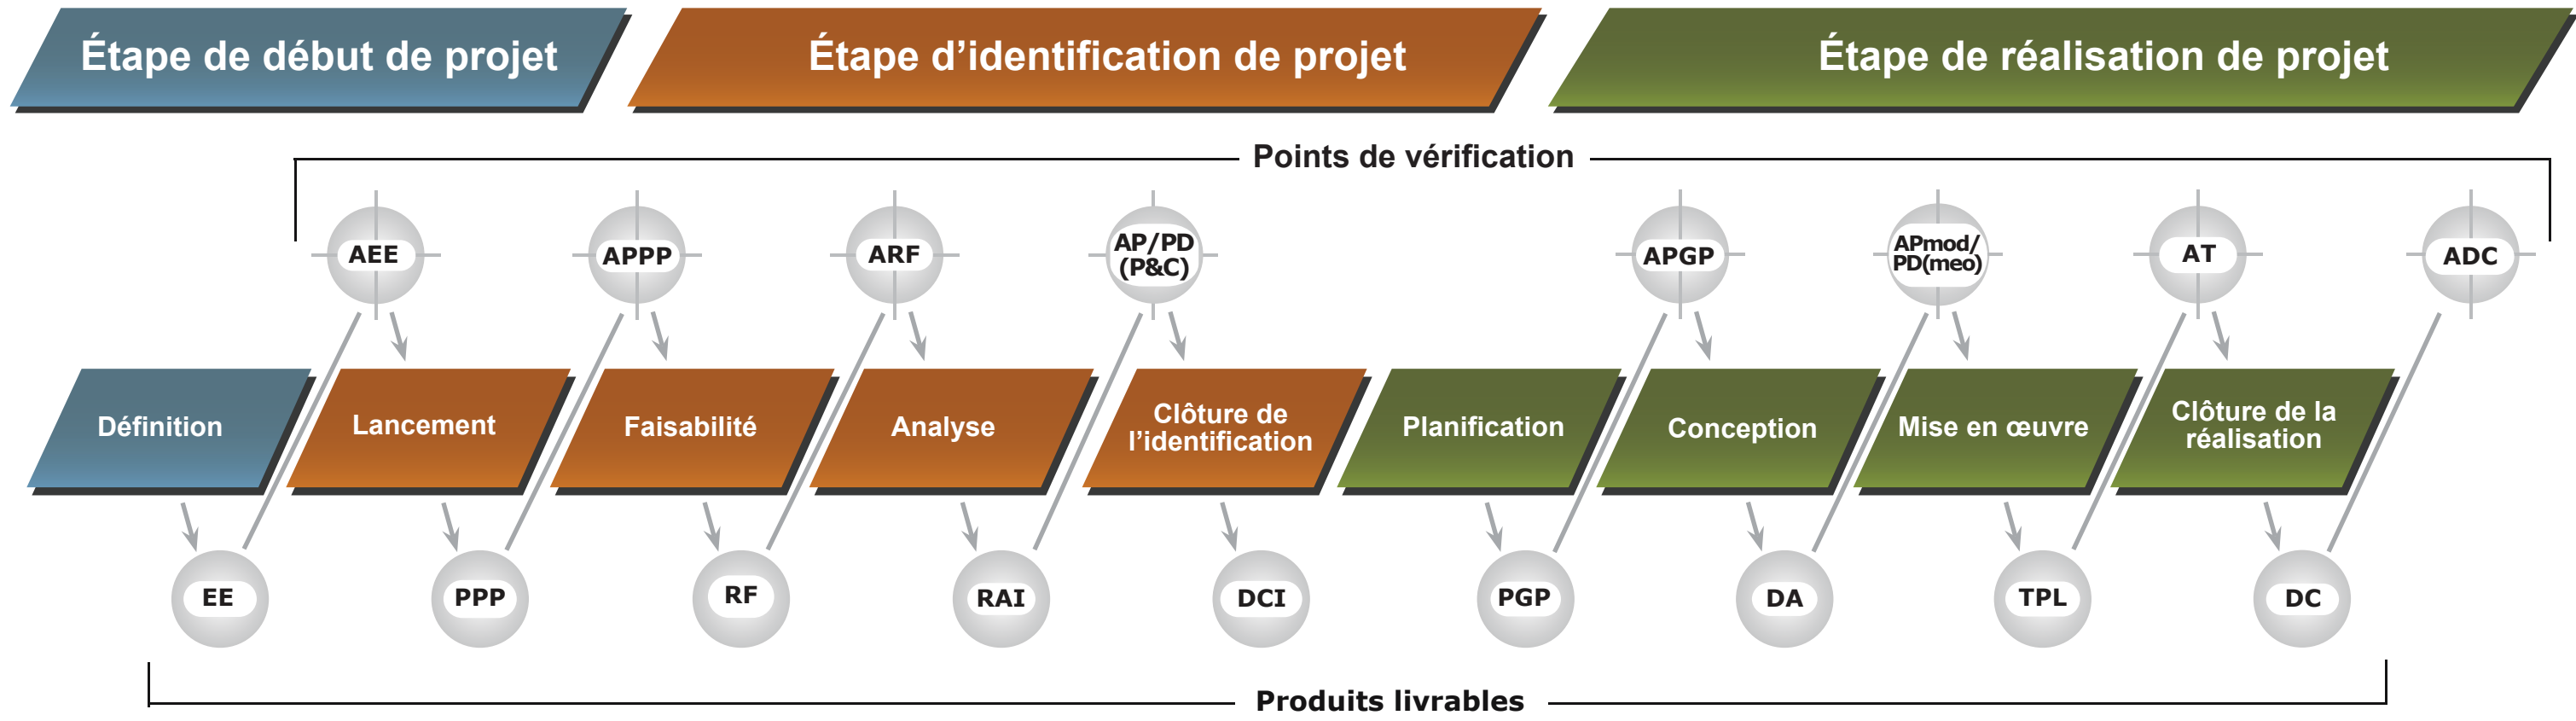 Étape de début de projet
Étape d’identification de projet
Étape de réalisation de projet
Points de vérification
AEE
APPP
ARF
AP/PD
(P&C)
APGP
APmod/
PD(meo)
AT
ADC
Définition
Lancement
Faisabilité
Analyse
Clôture de
l’identification
Planification
Conception
Mise en œuvre
Clôture de la
réalisation
EE
PPP
RF
RAI
DCI
PGP
DA
TPL
DC
Produits livrables